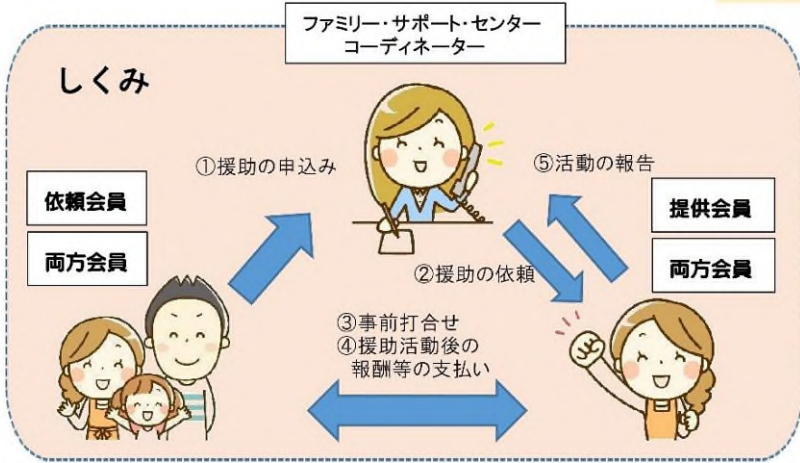 ファミリー・サポート・センター
コーディネーター
しくみ
①援助の申込み
⑤活動の報告
依頼会員
両方会員
提供会員
両方会員
②援助の依頼
③事前打合せ
④援助活動後の
報酬等の支払い